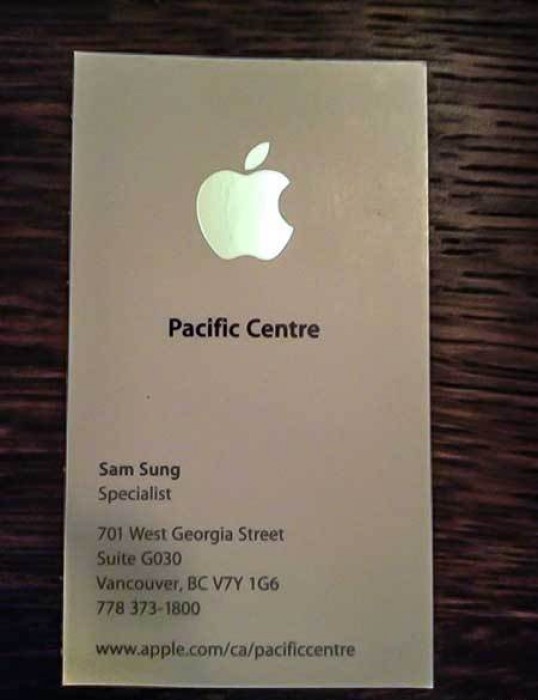 Pacific Centre
Sam Sung
Specialist
701 West Georgia Street
Suite G030
Vancouver, BC V7Y 1G6
778 373-1800
www.apple.com/ca/pacificcentre